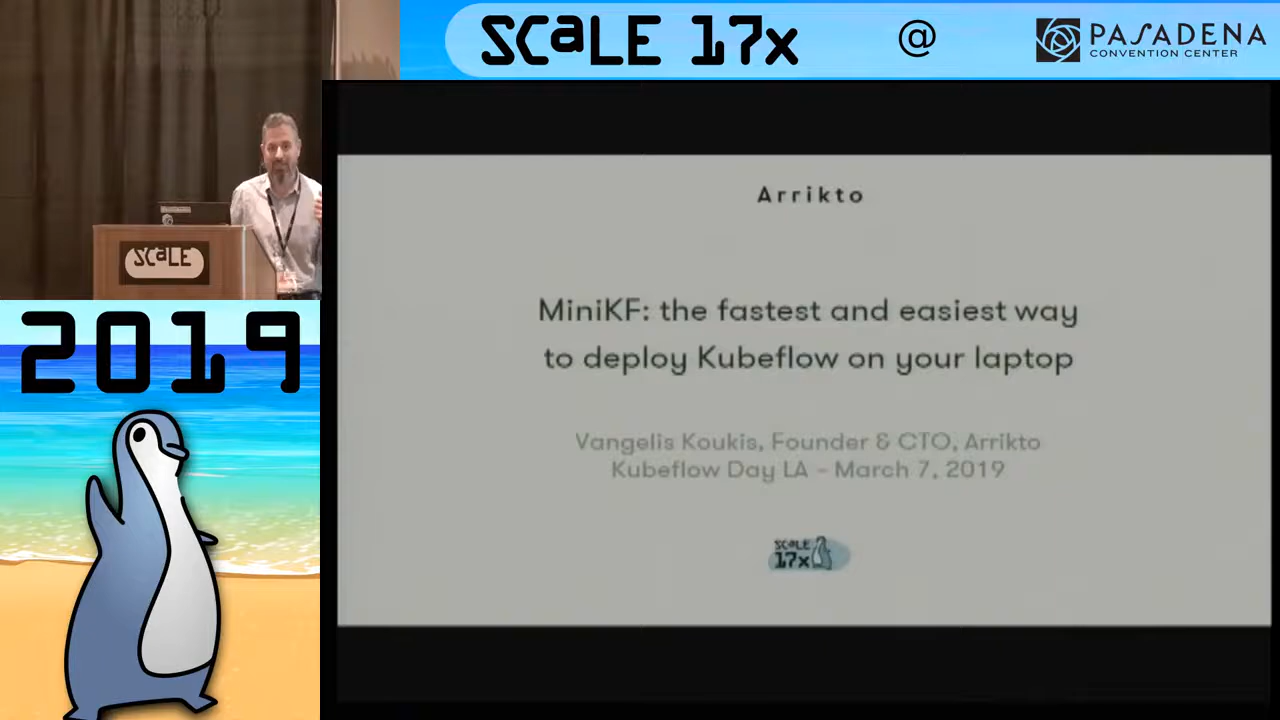 SCaLE 17x
@
PASADENA
CONVENTION CENTER
SCaLE
2019
Arrikto
MiniKF: the fastest and easiest way
to deploy Kubeflow on your laptop
Vangelis Koukis, Founder & CTO, Arrikto
Kubeflow Day LA – March 7, 2019
SCaLE
17x